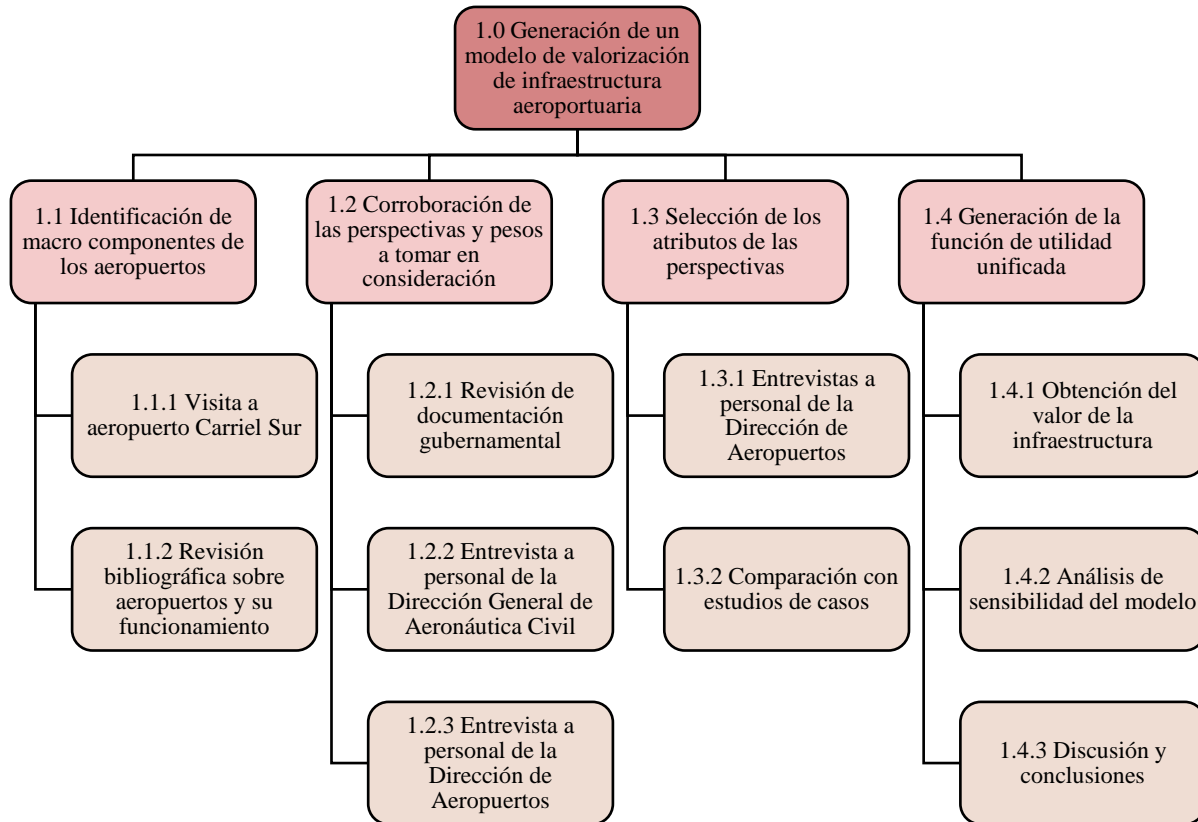 1.0 Generación de un
modelo de valorización
de infraestructura
aeroportuaria
1.1 Identificación de
macro componentes de
los aeropuertos
1.1.1 Visita a
aeropuerto Carriel Sur
1.1.2 Revisión
bibliográfica sobre
aeropuertos y su
funcionamiento
1.2 Corroboración de
las perspectivas y pesos
a tomar en
consideración
1.2.1 Revisión de
documentación
gubernamental
1.2.2 Entrevista a
personal de la
Dirección General de
Aeronáutica Civil
1.2.3 Entrevista a
personal de la
Dirección de
Aeropuertos
1.3 Selección de los
atributos de las
perspectivas
1.3.1 Entrevistas a
personal de la
Dirección de
Aeropuertos
1.3.2 Comparación con
estudios de casos
1.4 Generación de la
función de utilidad
unificada
1.4.1 Obtención del
valor de la
infraestructura
1.4.2 Análisis de
sensibilidad del modelo
1.4.3 Discusión y
conclusiones